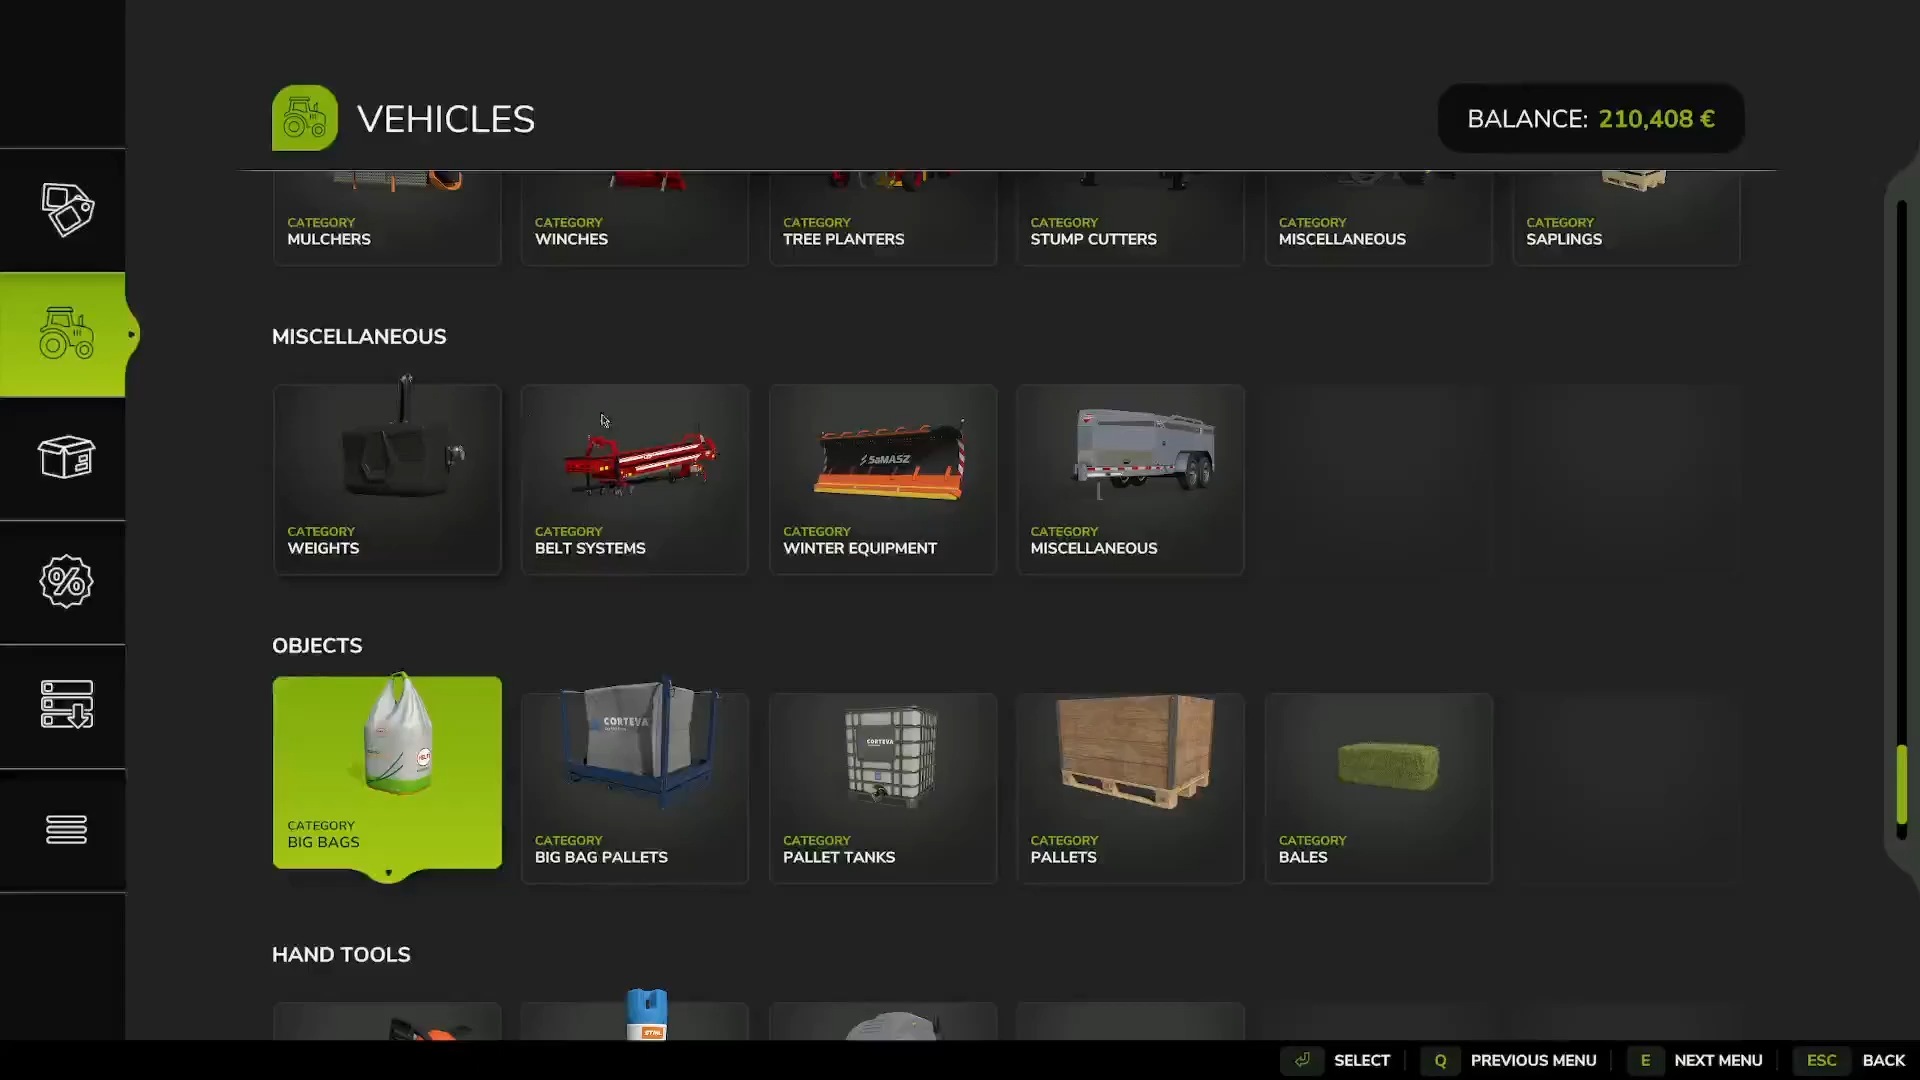 VEHICLES
BALANCE: 210,408 €
CATEGORY
MULCHERS
CATEGORY
WINCHES
CATEGORY
TREE PLANTERS
CATEGORY
STUMP CUTTERS
CATEGORY
MISCELLANEOUS
CATEGORY
SAPLINGS
MISCELLANEOUS
CATEGORY
WEIGHTS
CATEGORY
BELT SYSTEMS
SaMASZ
CATEGORY
WINTER EQUIPMENT
CATEGORY
MISCELLANEOUS
OBJECTS
CATEGORY
BIG BAGS
CORTEVA
CATEGORY
BIG BAG PALLETS
CORTEVA
CATEGORY
PALLET TANKS
CATEGORY
PALLETS
CATEGORY
BALES
HAND TOOLS
STIHL
SELECT
Q PREVIOUS MENU
E NEXT MENU
ESC BACK